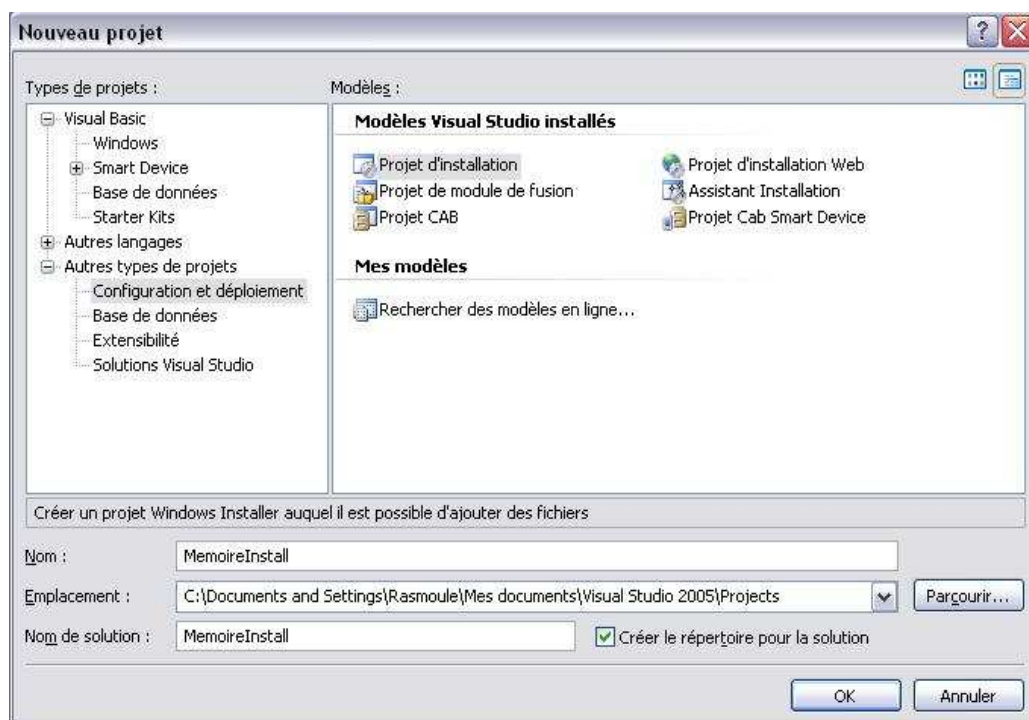 Nouveau projet
Types de projets :
Modèles :
Visual Basic
Windows
Smart Device
Base de données
Starter Kits
Autres langages
Autres types de projets
Configuration et déploiement
Base de données
Extensibilité
Solutions Visual Studio
Modèles Visual Studio installés
Projet d'installation
Projet d'installation Web
Projet de module de fusion
Assistant Installation
Projet CAB
Projet Cab Smart Device
Mes modèles
Rechercher des modèles en ligne...
Créer un projet Windows Installer auquel il est possible d'ajouter des fichiers
Nom :
MemoireInstall
Emplacement :
C:\Documents and Settings\Rasmoule\Mes documents\Visual Studio 2005\Projects
Parcourir...
Nom de solution :
MemoireInstall
Créer le répertoire pour la solution
OK
Annuler